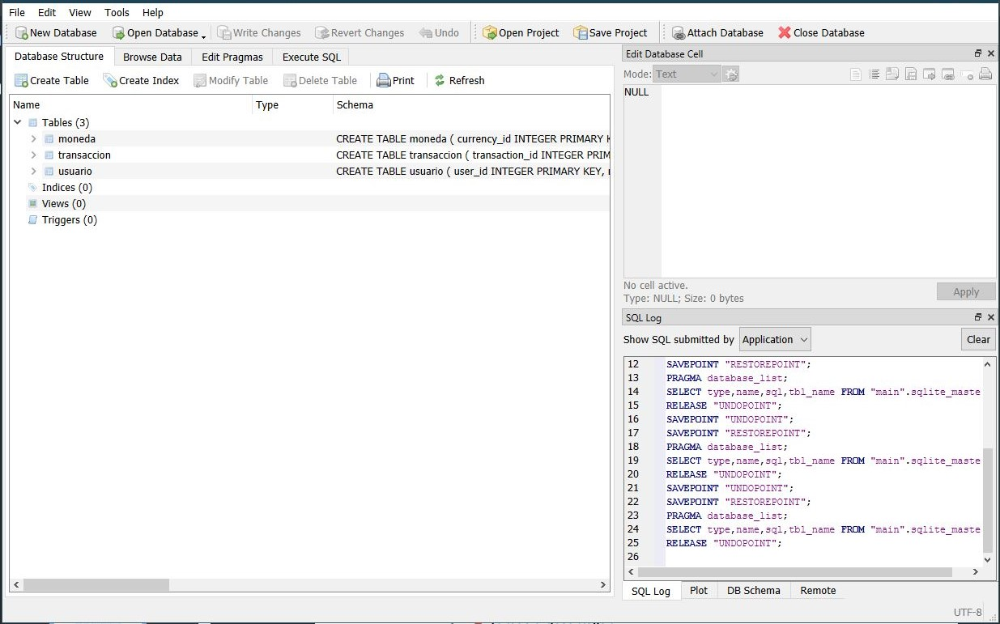 File Edit View Tools Help
New Database Open Database Write Changes Revert Changes Undo Open Project Save Project Attach Database Close Database
Database Structure Browse Data Edit Pragmas Execute SQL
Create Table Create Index Modify Table Delete Table Print Refresh
Name Type Schema
Tables (3)
moneda CREATE TABLE moneda ( currency_id INTEGER PRIMARY K
transaccion CREATE TABLE transaccion ( transaction_id INTEGER PRIM
usuario CREATE TABLE usuario ( user_id INTEGER PRIMARY KEY,
Indices (0)
Views (0)
Triggers (0)
Edit Database Cell
Mode: Text
NULL
No cell active.
Type: NULL; Size: 0 bytes
Apply
SQL Log
Show SQL submitted by Application Clear
12 SAVEPOINT "RESTOREPOINT";
13 PRAGMA database_list;
14 SELECT type,name,sql,tbl_name FROM "main".sqlite_maste
15 RELEASE "UNDOPOINT";
16 SAVEPOINT "UNDOPOINT";
17 SAVEPOINT "RESTOREPOINT";
18 PRAGMA database_list;
19 SELECT type,name,sql,tbl_name FROM "main".sqlite_maste
20 RELEASE "UNDOPOINT";
21 SAVEPOINT "UNDOPOINT";
22 SAVEPOINT "RESTOREPOINT";
23 PRAGMA database_list;
24 SELECT type,name,sql,tbl_name FROM "main".sqlite_maste
25 RELEASE "UNDOPOINT";
26
SQL Log Plot DB Schema Remote
UTF-8